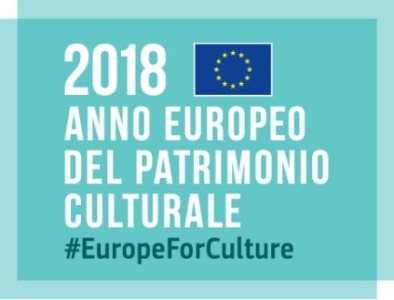 2018
ANNO EUROPEO
DEL PATRIMONIO
CULTURALE
#EuropeForCulture